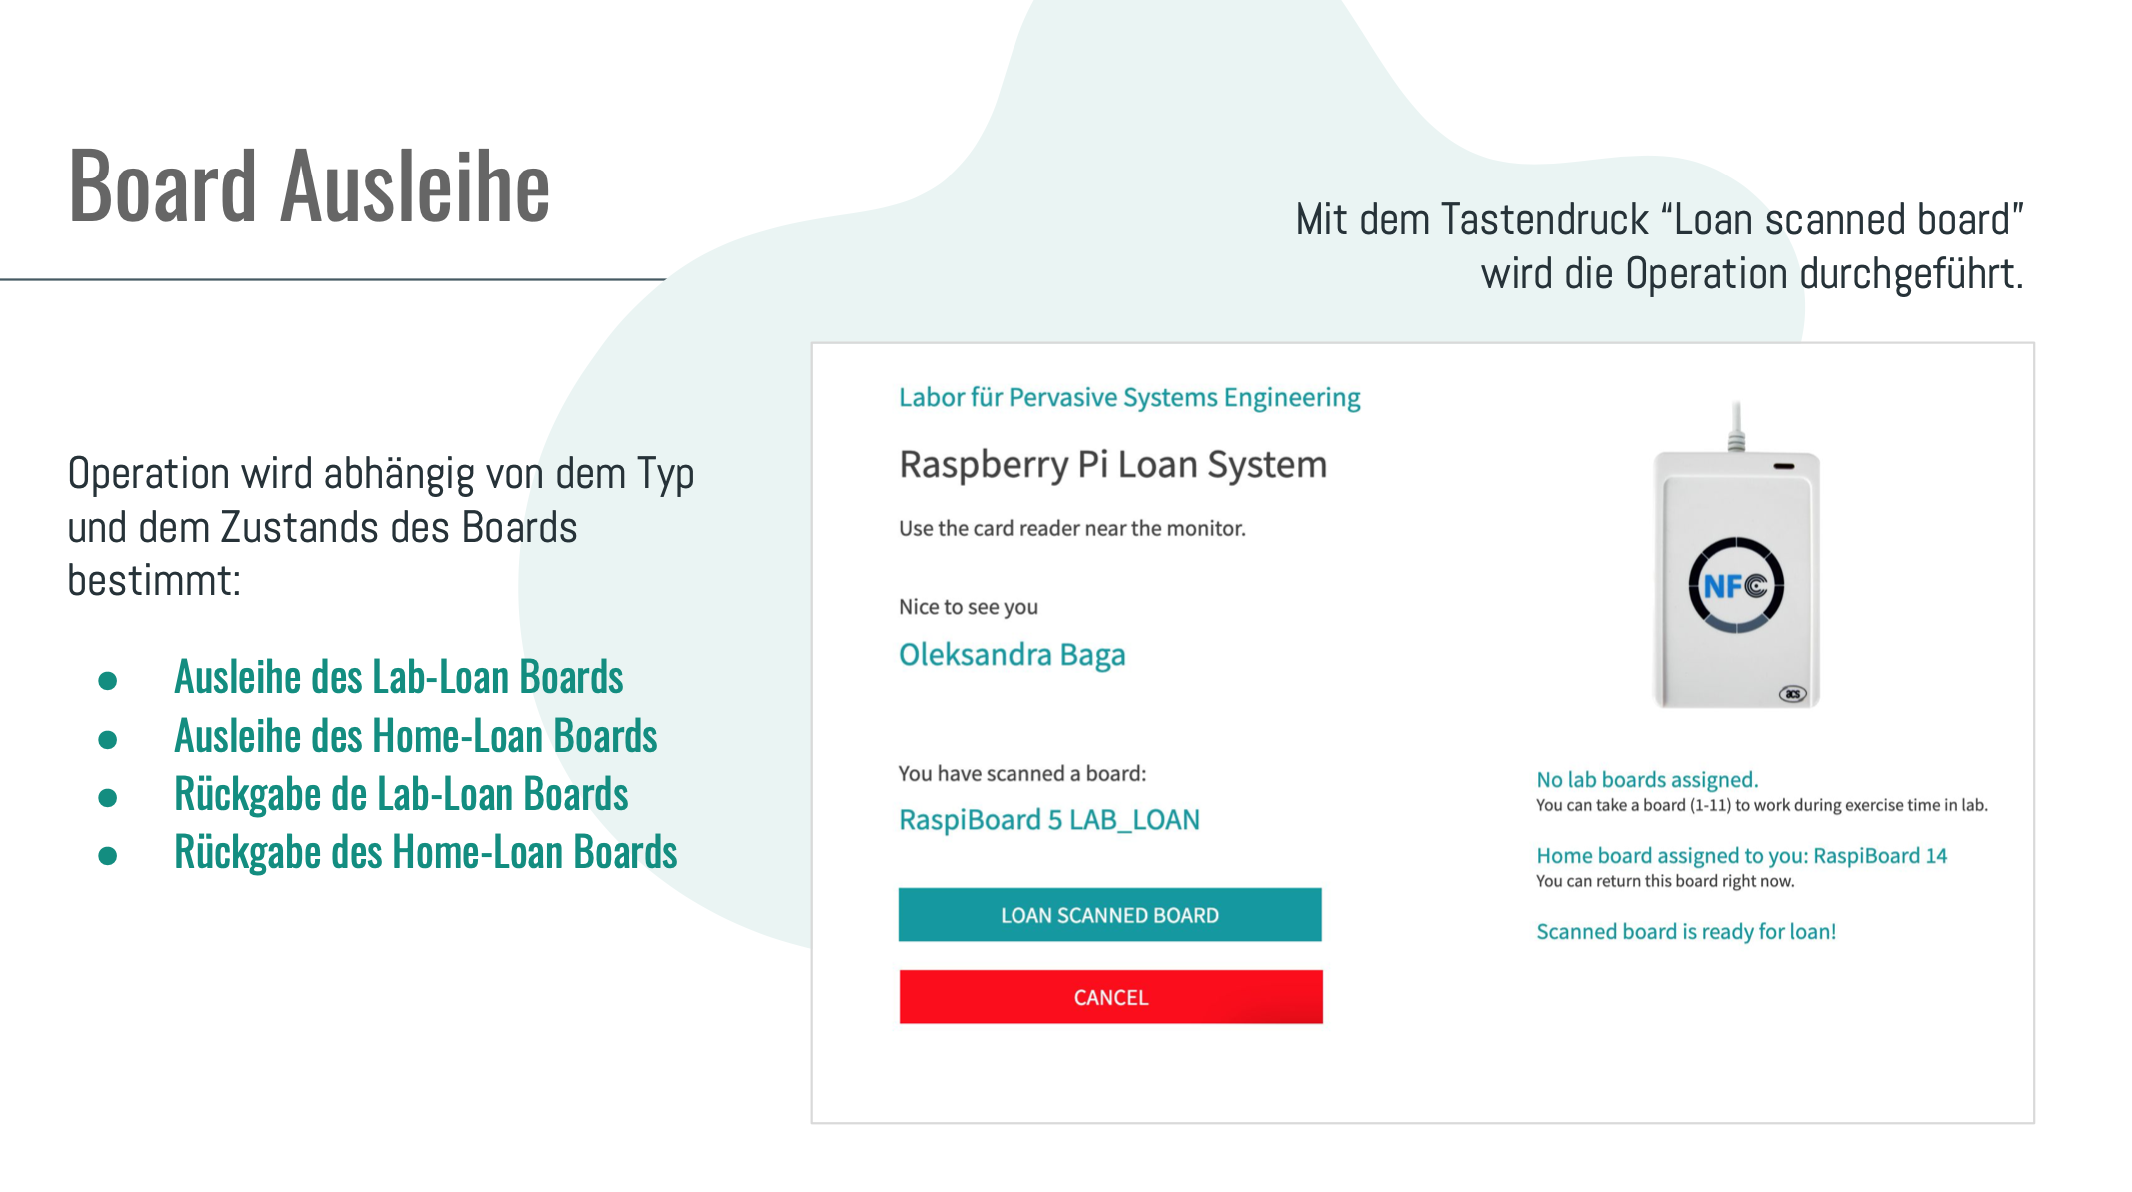 Board Ausleihe
Mit dem Tastendruck “Loan scanned board”
wird die Operation durchgeführt.
Operation wird abhängig von dem Typ
und dem Zustands des Boards
bestimmt:
● Ausleihe des Lab-Loan Boards
● Ausleihe des Home-Loan Boards
● Rückgabe de Lab-Loan Boards
● Rückgabe des Home-Loan Boards
Labor für Pervasive Systems Engineering
Raspberry Pi Loan System
Use the card reader near the monitor.
Nice to see you
Oleksandra Baga
You have scanned a board:
RaspiBoard 5 LAB_LOAN
LOAN SCANNED BOARD
CANCEL
NFC
acs
No lab boards assigned.
You can take a board (1-11) to work during exercise time in lab.
Home board assigned to you: RaspiBoard 14
You can return this board right now.
Scanned board is ready for loan!